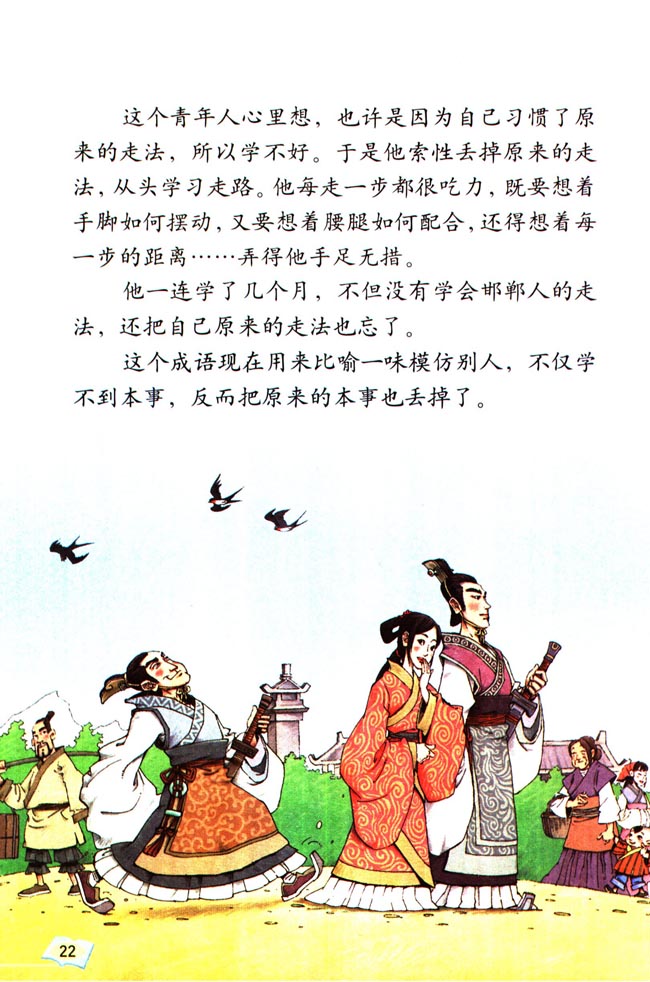 这个青年人心里想，也许是因为自己习惯了原
来的走法，所以学不好。于是他索性丢掉原来的走
法，从头学习走路。他每走一步都很吃力，既要想着
手脚如何摆动，又要想着腰腿如何配合，还得想着每
一步的距离……弄得他手足无措。
他一连学了几个月，不但没有学会邯郸人的走
法，还把自己原来的走法也忘了。
这个成语现在用来比喻一味模仿别人，不仅学
不到本事，反而把原来的本事也丢掉了。
22